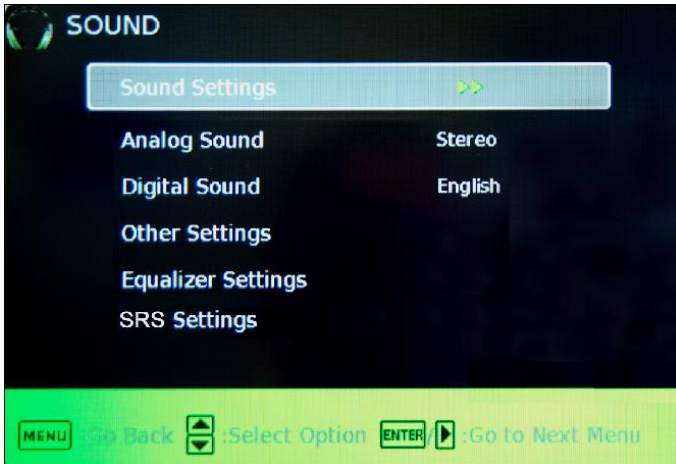 SOUND
Sound Settings
Analog Sound Stereo
Digital Sound English
Other Settings
Equalizer Settings
SRS Settings
MENU Go Back :Select Option ENTER/ :Go to Next Menu